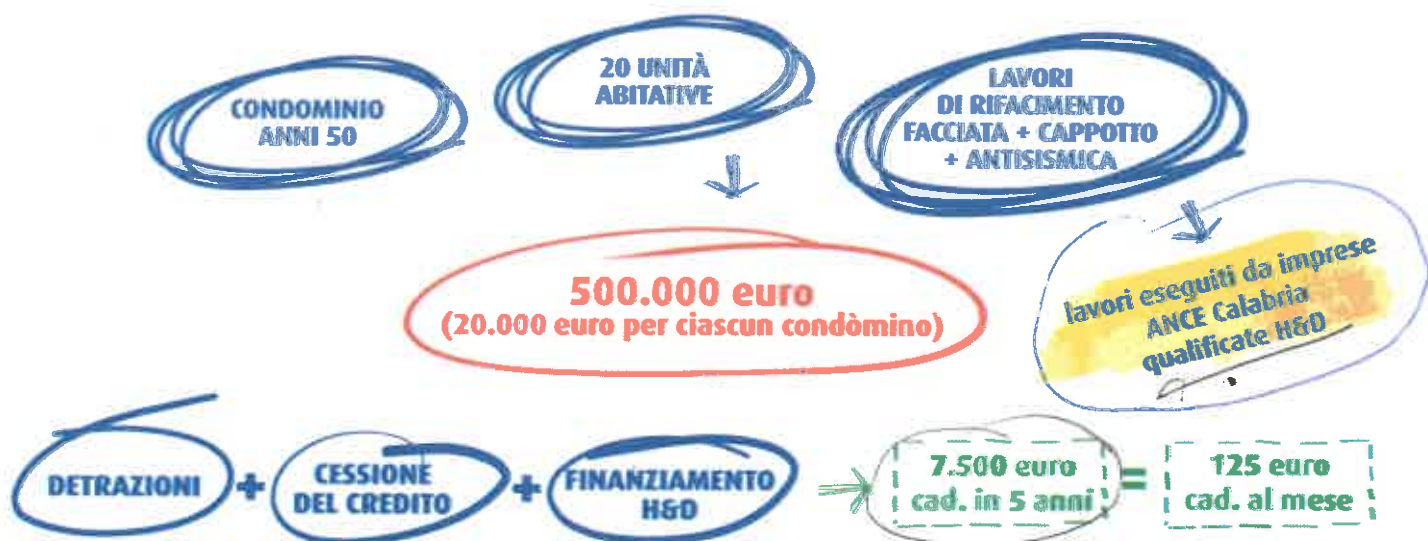 CONDOMINIO
ANNI 50
20 UNITÀ
ABITATIVE
LAVORI
DI RIFACIMENTO
FACCIATA + CAPPOTTO
+ ANTISISMICA
500.000 euro
(20.000 euro per ciascun condòmino)
lavori eseguiti da imprese
ANCE Calabria
qualificate H&D
DETRAZIONI
+
CESSIONE
DEL CREDITO
+
FINANZIAMENTO
H&D
7.500 euro
cad. in 5 anni
=
125 euro
cad. al mese